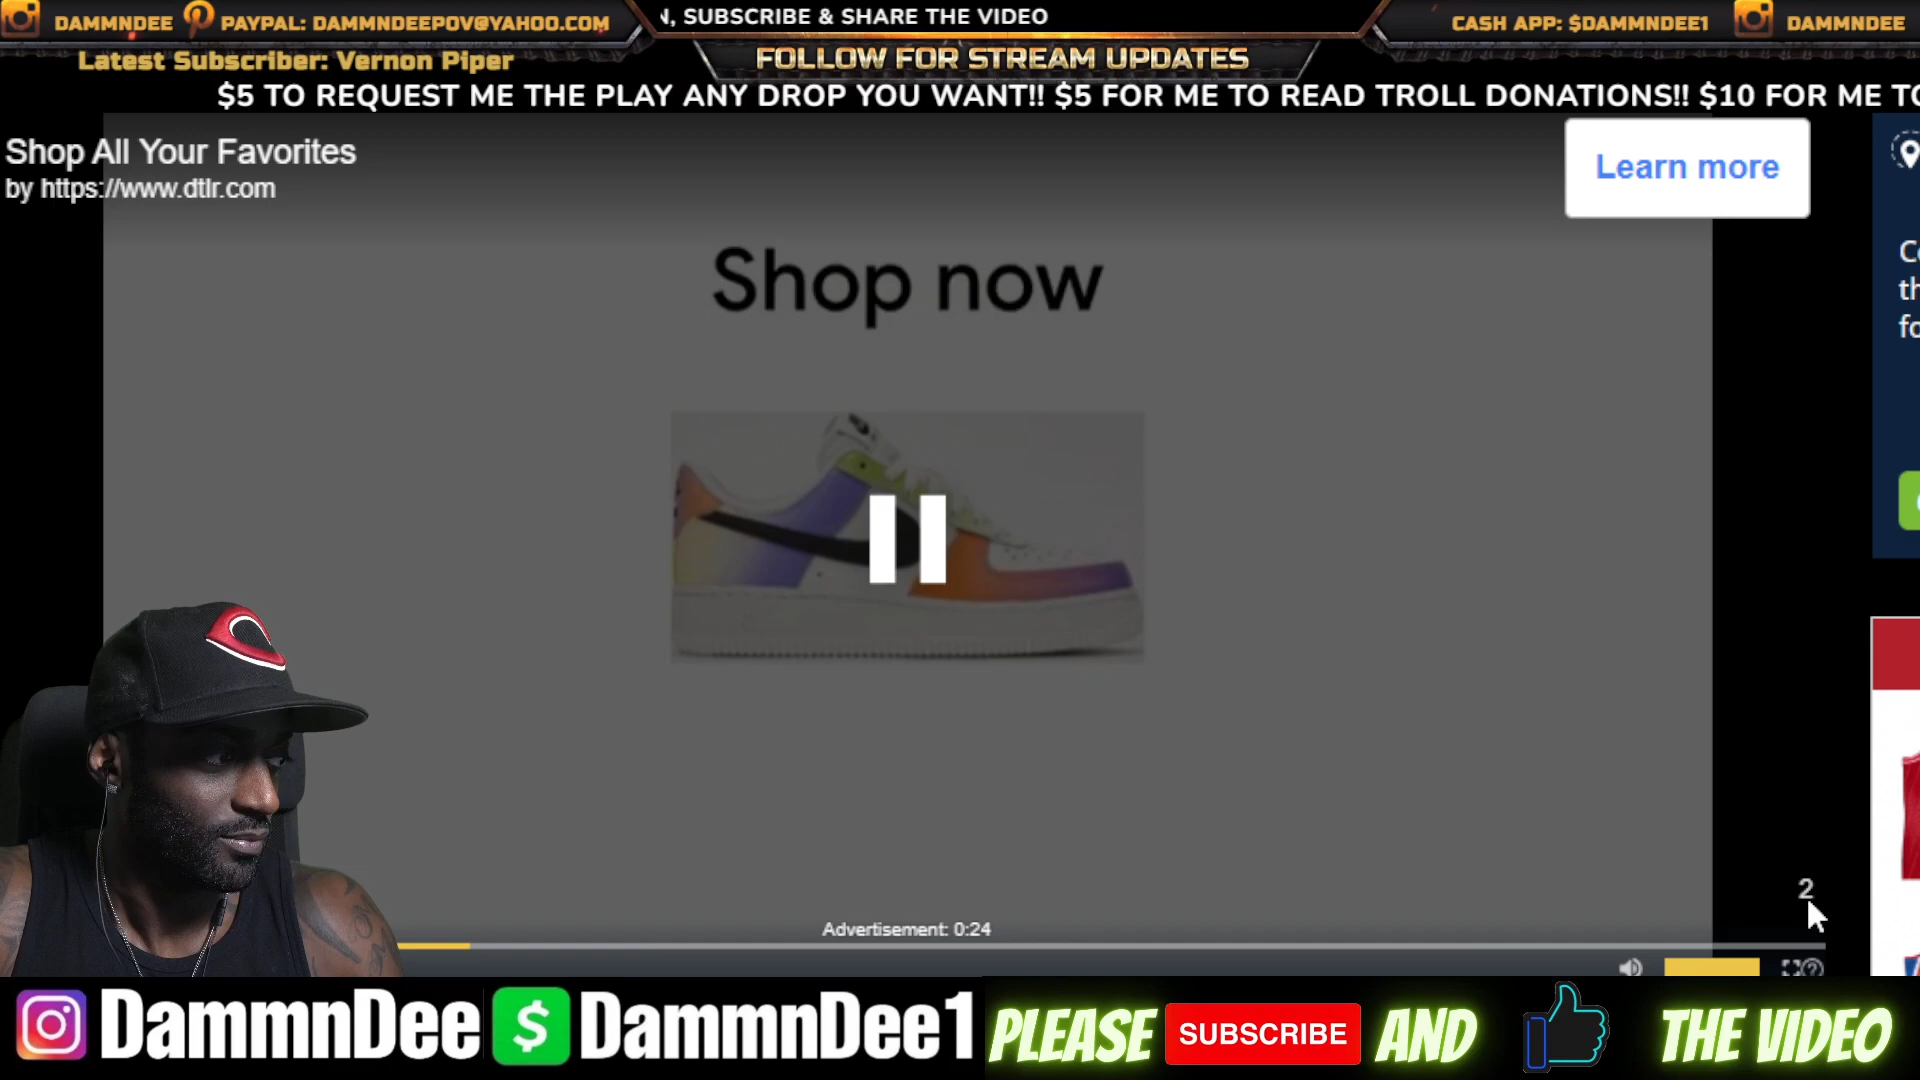 DAMMNDEE PAYPAL: DAMMNDEEPOV@YAHOO.COM
, SUBSCRIBE & SHARE THE VIDEO
CASH APP: $DAMMNDEE1 DAMMNDEE
Latest Subscriber: Vernon Piper
FOLLOW FOR STREAM UPDATES
$5 TO REQUEST ME THE PLAY ANY DROP YOU WANT!! $5 FOR ME TO READ TROLL DONATIONS!! $10 FOR ME TO
Shop All Your Favorites
by https://www.dtlr.com
Learn more
Shop now
2
Advertisement: 0:24
DammnDee $ DammnDee1 PLEASE SUBSCRIBE AND THE VIDEO